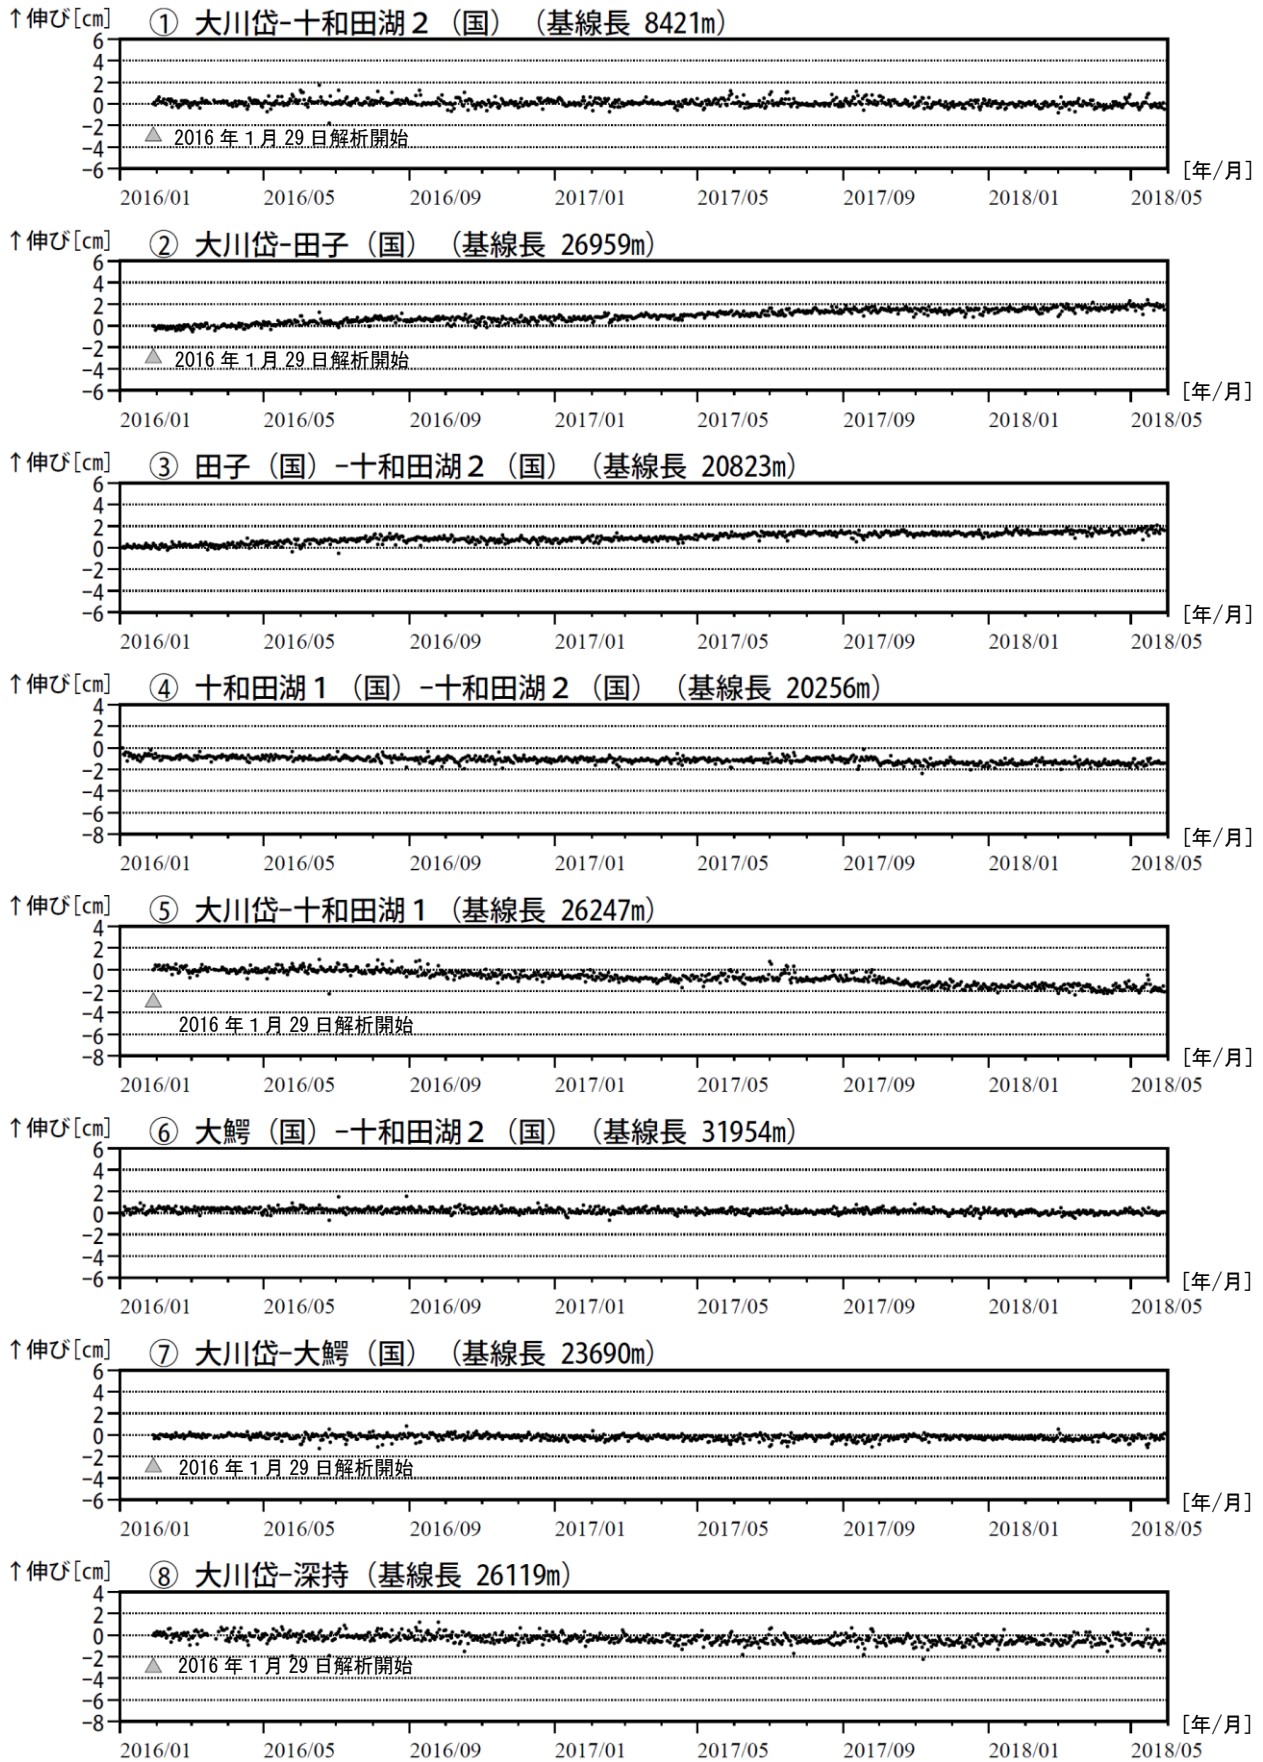 ↑伸び[cm] ① 大川岱-十和田湖２（国）（基線長 8421m）
6
4
2
0
-2
2016 年 1 月 29 日解析開始
-4
-6
[年/月]
2016/01 2016/05 2016/09 2017/01 2017/05 2017/09 2018/01 2018/05
↑伸び[cm] ② 大川岱-田子（国）（基線長 26959m）
6
4
2
0
-2
2016 年 1 月 29 日解析開始
-4
-6
[年/月]
2016/01 2016/05 2016/09 2017/01 2017/05 2017/09 2018/01 2018/05
↑伸び[cm] ③ 田子（国）-十和田湖２（国）（基線長 20823m）
6
4
2
0
-2
-4
-6
[年/月]
2016/01 2016/05 2016/09 2017/01 2017/05 2017/09 2018/01 2018/05
↑伸び[cm] ④ 十和田湖１（国）-十和田湖２（国）（基線長 20256m）
4
2
0
-2
-4
-6
-8
[年/月]
2016/01 2016/05 2016/09 2017/01 2017/05 2017/09 2018/01 2018/05
↑伸び[cm] ⑤ 大川岱-十和田湖１（基線長 26247m）
4
2
0
-2
-4
2016 年 1 月 29 日解析開始
-6
-8
[年/月]
2016/01 2016/05 2016/09 2017/01 2017/05 2017/09 2018/01 2018/05
↑伸び[cm] ⑥ 大鰐（国）-十和田湖２（国）（基線長 31954m）
6
4
2
0
-2
-4
-6
[年/月]
2016/01 2016/05 2016/09 2017/01 2017/05 2017/09 2018/01 2018/05
↑伸び[cm] ⑦ 大川岱-大鰐（国）（基線長 23690m）
6
4
2
0
-2
2016 年 1 月 29 日解析開始
-4
-6
[年/月]
2016/01 2016/05 2016/09 2017/01 2017/05 2017/09 2018/01 2018/05
↑伸び[cm] ⑧ 大川岱-深持（基線長 26119m）
4
2
0
-2
2016 年 1 月 29 日解析開始
-4
-6
-8
[年/月]
2016/01 2016/05 2016/09 2017/01 2017/05 2017/09 2018/01 2018/05